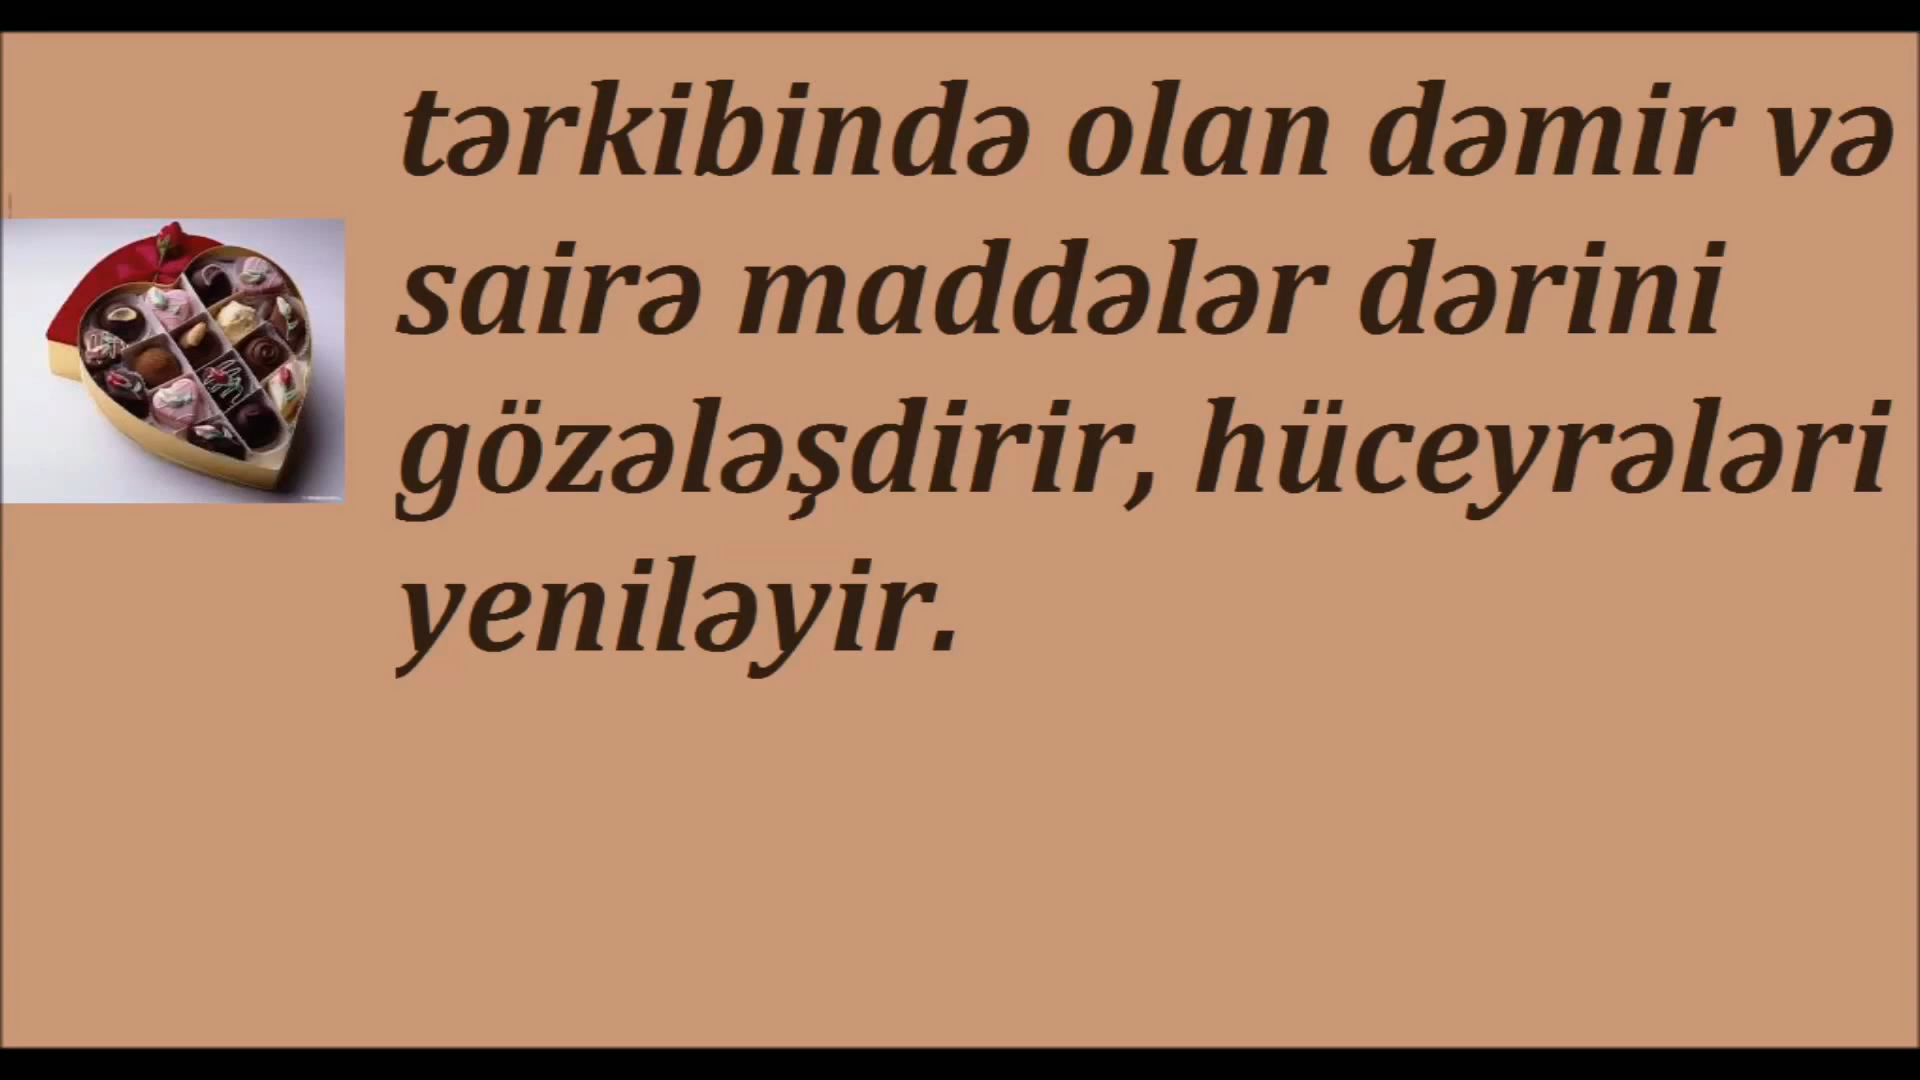 tərkibində olan dəmir və
sairə maddələr dərini
gözələşdirir, hüceyrələri
yeniləyir.